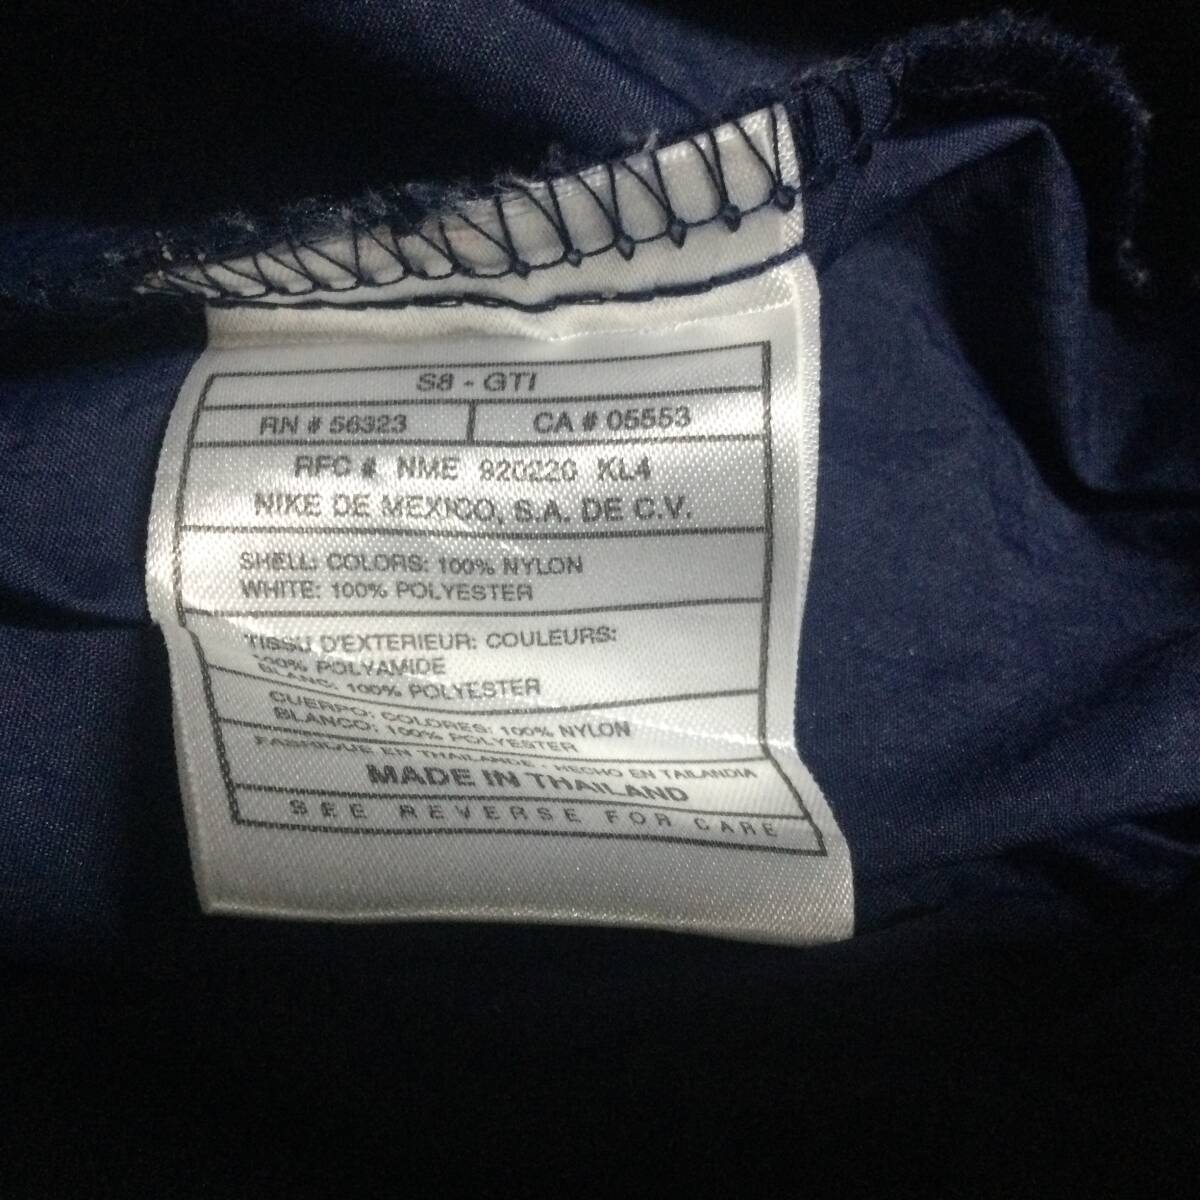 S8 - GTI
RN # 56323 CA # 05553
RFC # NME 920220 KL4
NIKE DE MEXICO, S.A. DE C.V.
SHELL: COLORS: 100% NYLON
WHITE: 100% POLYESTER
TISSU D'EXTERIEUR: COULEURS:
100% POLYAMIDE
BLANC: 100% POLYESTER
CUERPO: COLORES: 100% NYLON
BLANCO: 100% POLYESTER
FABRIQUE EN THAILANDE - HECHO EN TAILANDIA
MADE IN THAILAND
SEE REVERSE FOR CARE